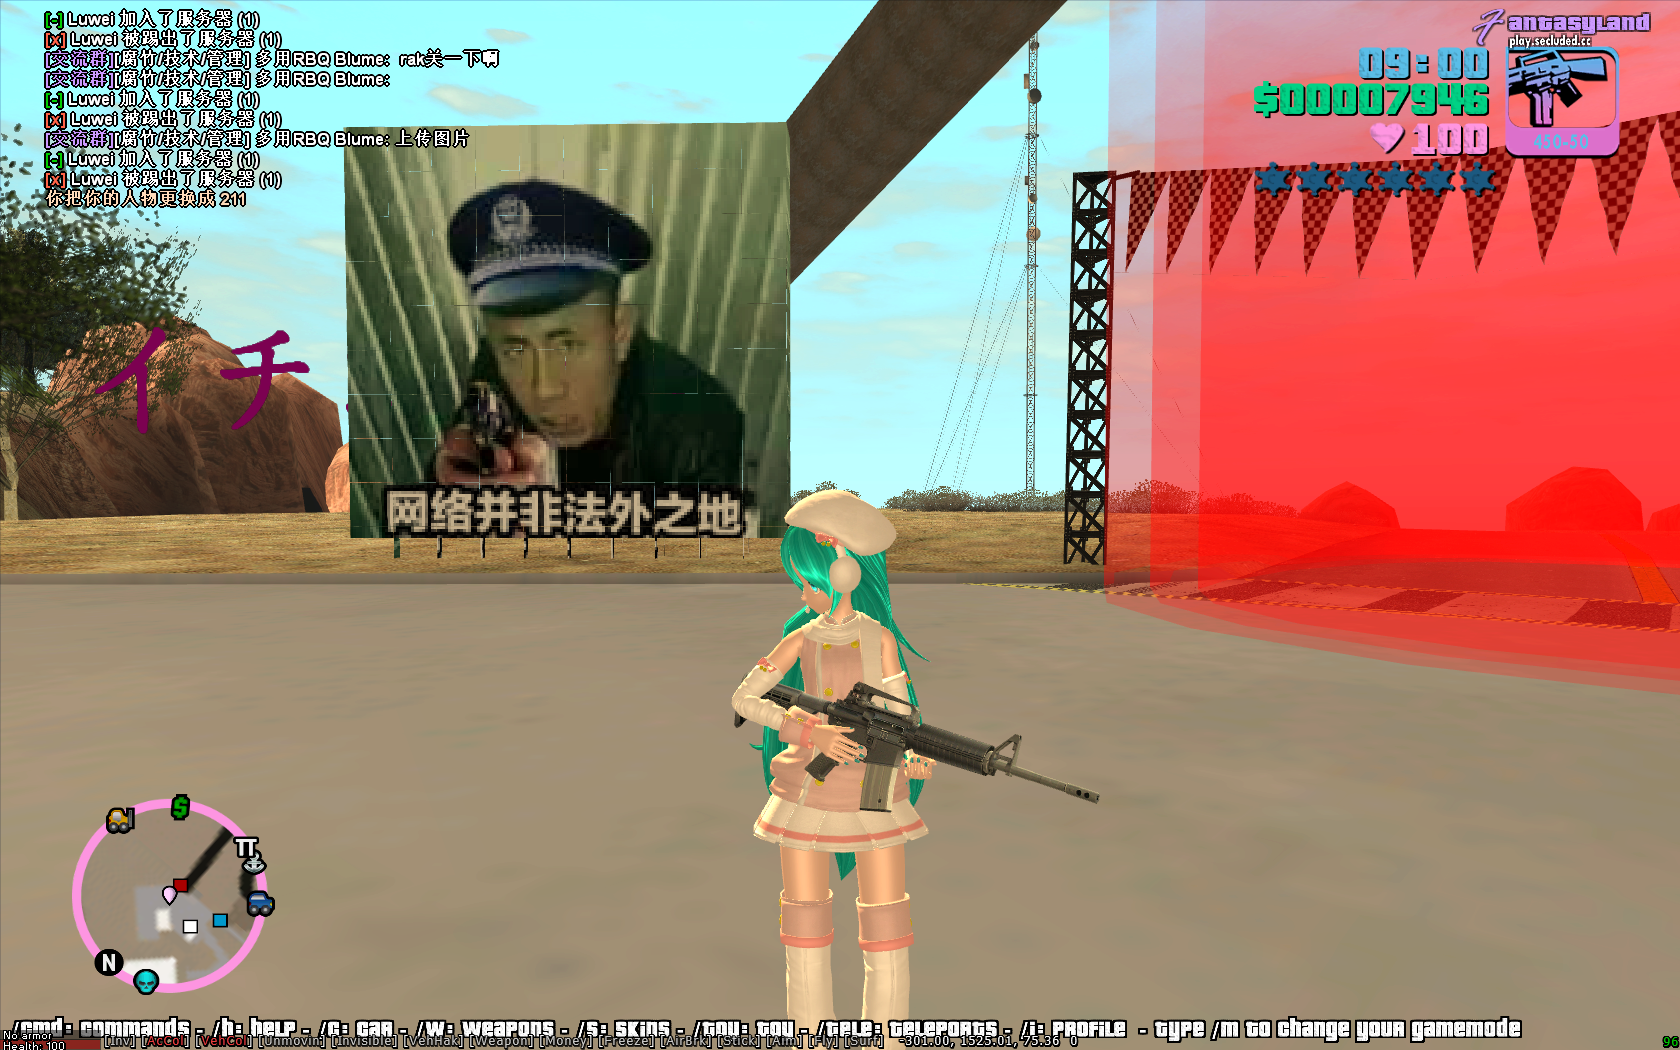 [+] Luwei 加入了服务器 (1)
[x] Luwei 被踢出了服务器 (1)
[交流群][腐竹/技术/管理] 多用RBQ Blume: rak关一下啊
[交流群][腐竹/技术/管理] 多用RBQ Blume:
[+] Luwei 加入了服务器 (1)
[x] Luwei 被踢出了服务器 (1)
[交流群][腐竹/技术/管理] 多用RBQ Blume: 上传图片
[+] Luwei 加入了服务器 (1)
[x] Luwei 被踢出了服务器 (1)
你把你的人物更换成 211
Fantasyland
play.secluded.cc
09:00
$00007946
100
450-50
イチ
网络并非法外之地
N
/cmd: commands - /h: help - /c: car - /w: weapons - /s: skins - /toy: toy - /tele: teleports - /i: profile - type /m to change your gamemode
No armor
Health: 100
[Inv] [AcCol] [VehCol] [Unmovin] [Invisible] [VehHak] [Weapon] [Money] [Freeze] [AirBrk] [Stick] [Aim] [Fly] [Surf] -301.00, 1525.01, 75.36 0
96